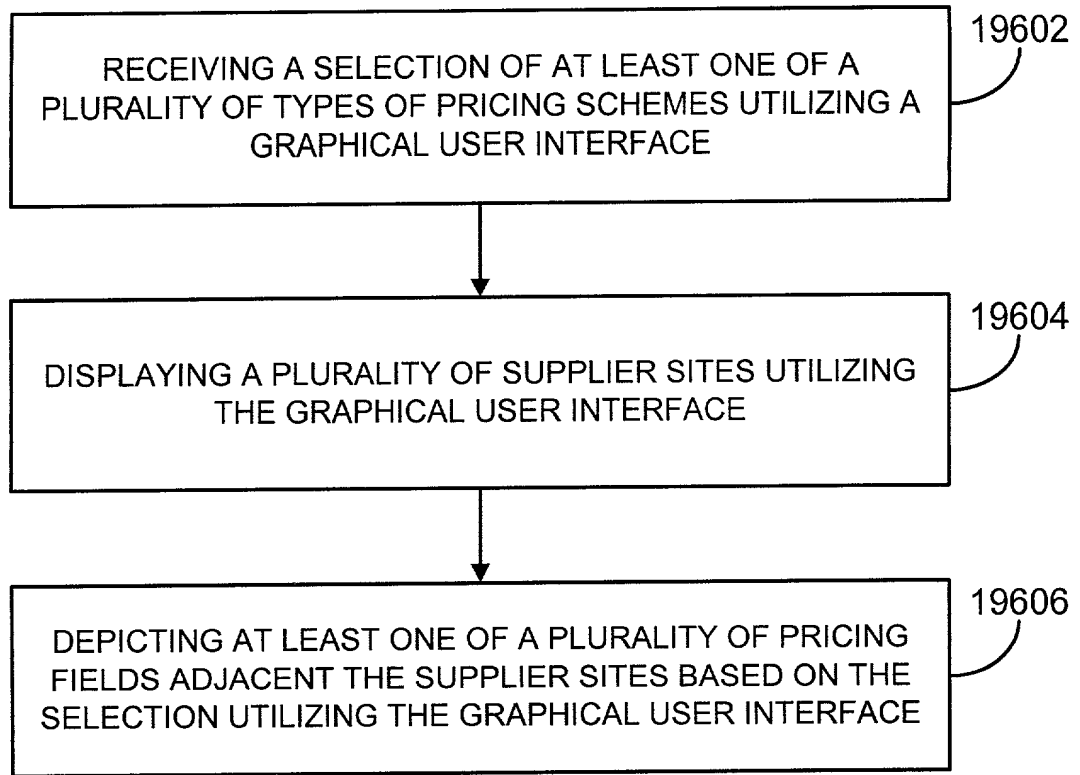 19602
RECEIVING A SELECTION OF AT LEAST ONE OF A
PLURALITY OF TYPES OF PRICING SCHEMES UTILIZING A
GRAPHICAL USER INTERFACE
19604
DISPLAYING A PLURALITY OF SUPPLIER SITES UTILIZING
THE GRAPHICAL USER INTERFACE
19606
DEPICTING AT LEAST ONE OF A PLURALITY OF PRICING
FIELDS ADJACENT THE SUPPLIER SITES BASED ON THE
SELECTION UTILIZING THE GRAPHICAL USER INTERFACE